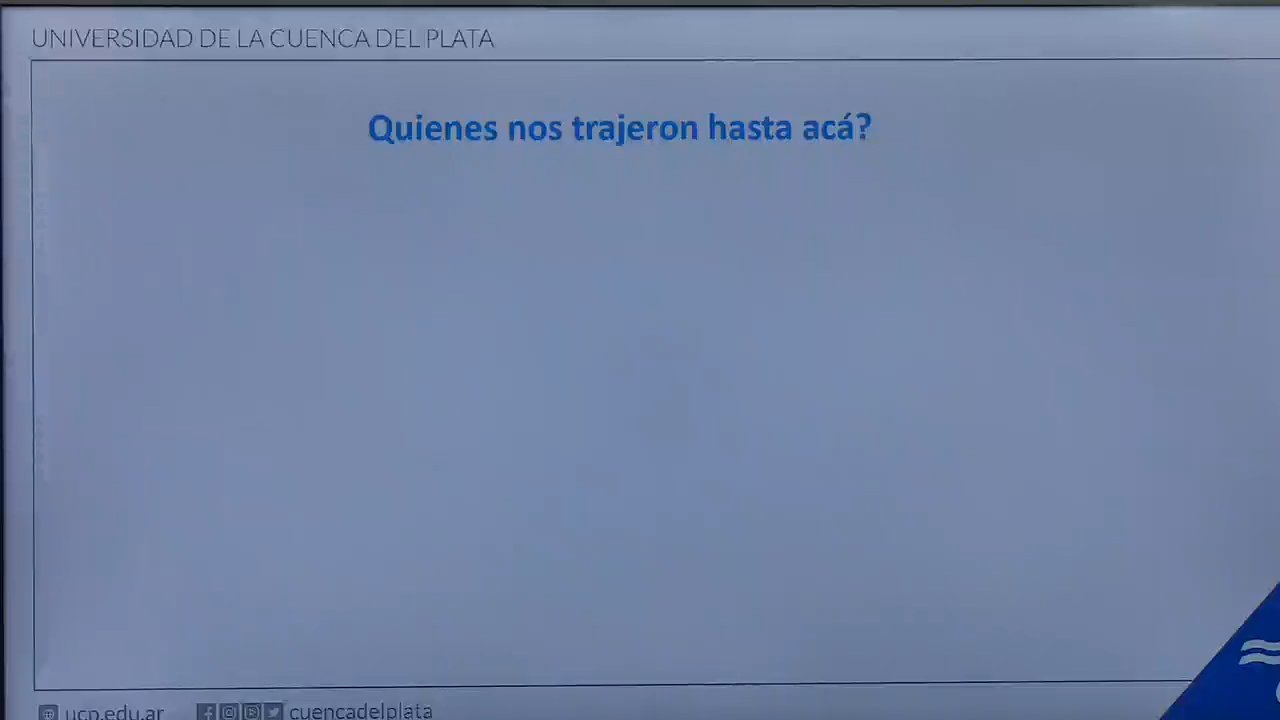 UNIVERSIDAD DE LA CUENCA DEL PLATA
Quienes nos trajeron hasta acá?
ucp.edu.ar
cuencadelplata